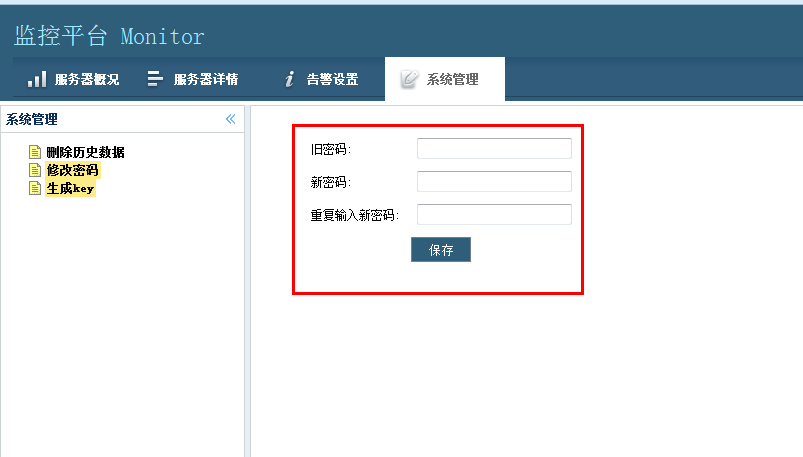 监控平台 Monitor
服务器概况 服务器详情 告警设置 系统管理
系统管理
删除历史数据
修改密码
生成key
旧密码:
新密码:
重复输入新密码:
保存